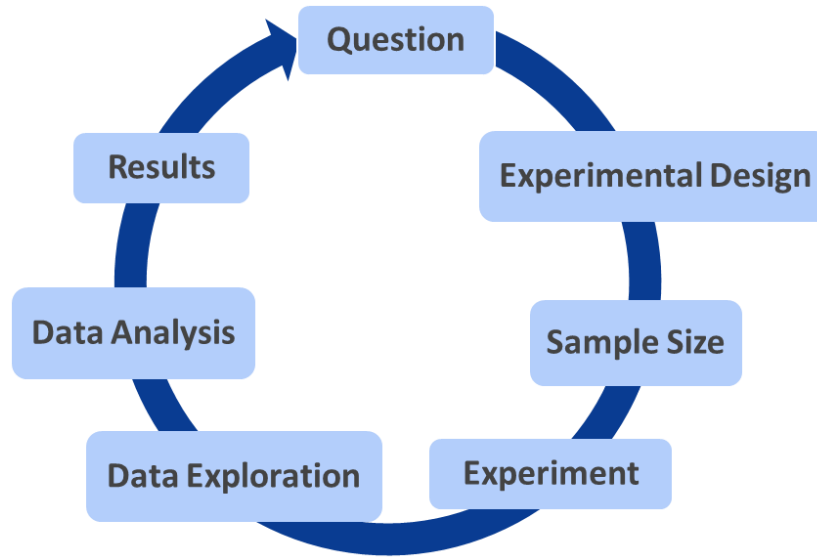 Question
Experimental Design
Sample Size
Experiment
Data Exploration
Data Analysis
Results